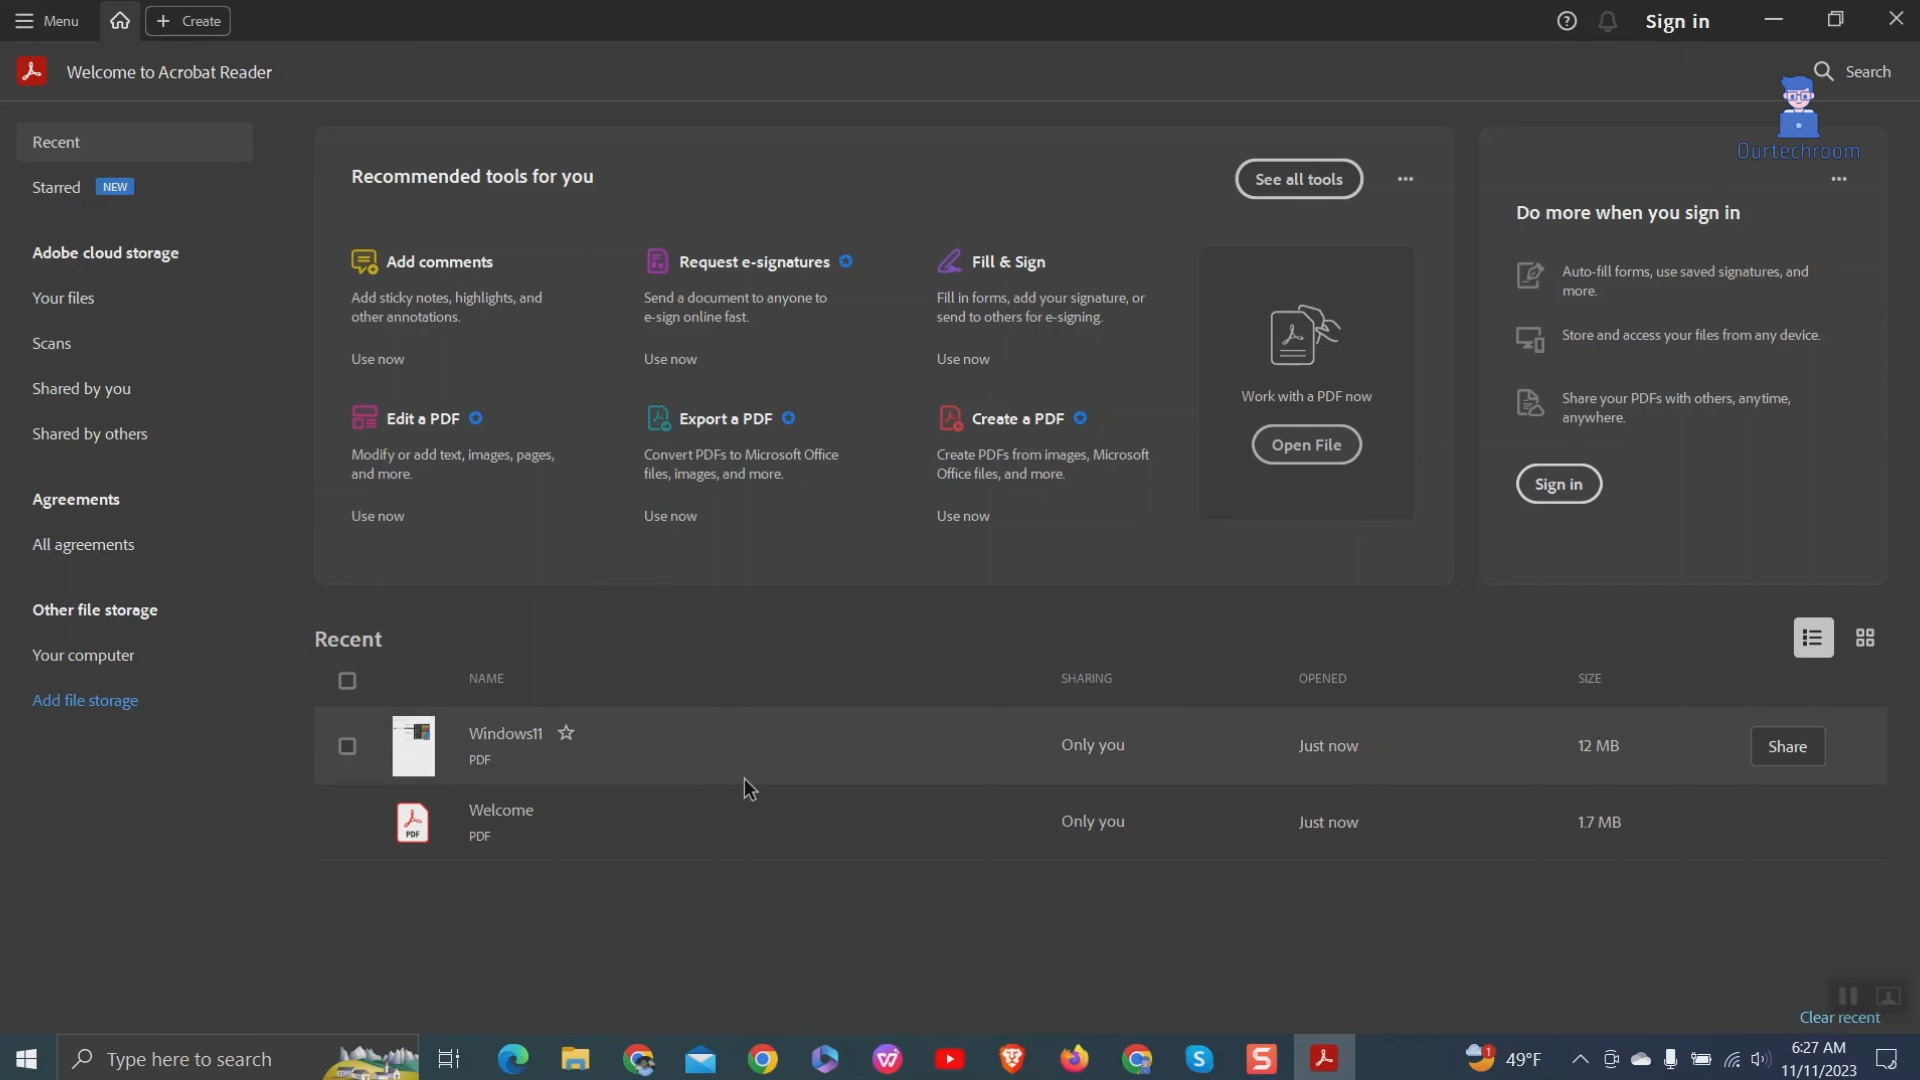 Menu
Create
Sign in
Welcome to Acrobat Reader
Search
Ourtechroom
Recent
Starred NEW
Adobe cloud storage
Your files
Scans
Shared by you
Shared by others
Agreements
All agreements
Other file storage
Your computer
Add file storage
Recommended tools for you
See all tools
Add comments
Add sticky notes, highlights, and
other annotations.
Use now
Request e-signatures
Send a document to anyone to
e-sign online fast.
Use now
Fill & Sign
Fill in forms, add your signature, or
send to others for e-signing.
Use now
Edit a PDF
Modify or add text, images, pages,
and more.
Use now
Export a PDF
Convert PDFs to Microsoft Office
files, images, and more.
Use now
Create a PDF
Create PDFs from images, Microsoft
Office files, and more.
Use now
Work with a PDF now
Open File
Do more when you sign in
Auto-fill forms, use saved signatures, and
more.
Store and access your files from any device.
Share your PDFs with others, anytime,
anywhere.
Sign in
Recent
NAME SHARING OPENED SIZE
Windows11
PDF
Only you Just now 12 MB Share
Welcome
PDF
PDF
Only you Just now 1.7 MB
Clear recent
Type here to search
1
49°F
6:27 AM
11/11/2023